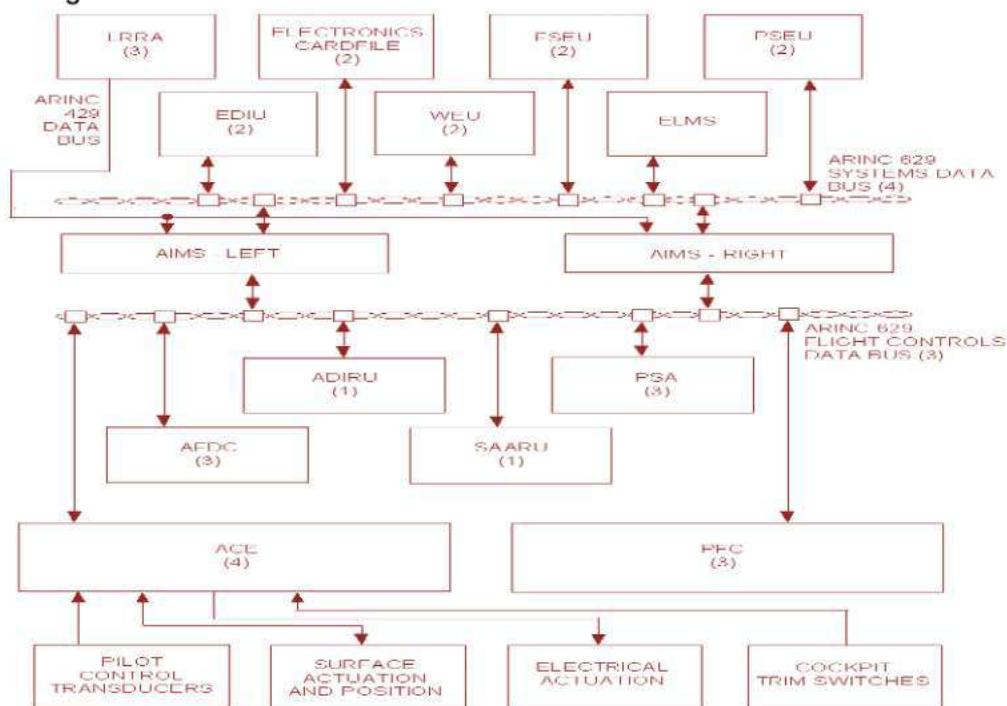 LRRA
(3)
ELECTRONICS
CARDFILE
(2)
FSEU
(2)
PSEU
(2)
ARINC
429
DATA
BUS
EDIU
(2)
WEU
(2)
ELMS
ARINC 629
SYSTEMS DATA
BUS (4)
AIMS - LEFT
AIMS - RIGHT
ARINC 629
FLIGHT CONTROLS
DATA BUS (3)
ADIRU
(1)
PSA
(3)
AFDC
(3)
SAARU
(1)
ACE
(4)
PFC
(3)
PILOT
CONTROL
TRANSDUCERS
SURFACE
ACTUATION
AND POSITION
ELECTRICAL
ACTUATION
COCKPIT
TRIM SWITCHES